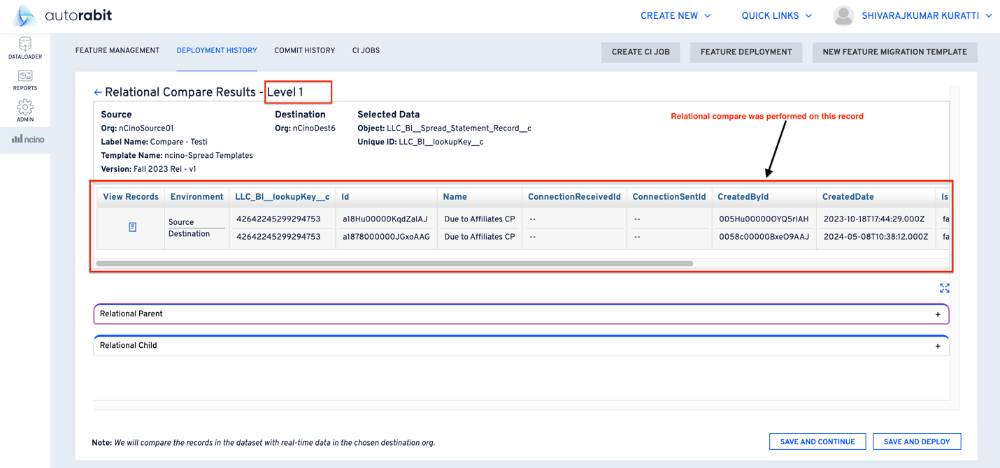 autorabit
CREATE NEW
QUICK LINKS
SHIVARAJKUMAR KURATTI
DATALOADER
REPORTS
ADMIN
ncino
FEATURE MANAGEMENT
DEPLOYMENT HISTORY
COMMIT HISTORY
CI JOBS
CREATE CI JOB
FEATURE DEPLOYMENT
NEW FEATURE MIGRATION TEMPLATE
← Relational Compare Results - Level 1
Source
Org: nCinoSource01
Label Name: Compare - Testi
Template Name: ncino-Spread Templates
Version: Fall 2023 Rel - v1
Destination
Org: nCinoDest6
Selected Data
Object: LLC_BI__Spread_Statement_Record__c
Unique ID: LLC_BI__lookupKey__c
Relational compare was performed on this record
View Records Environment LLC_BI__lookupKey__c Id Name ConnectionReceivedId ConnectionSentId CreatedById CreatedDate Is
Source 42642245299294753 a18Hu00000KqdZaIAJ Due to Affiliates CP -- -- 005Hu00000OYQ5rIAH 2023-10-18T17:44:29.000Z fa
Destination 42642245299294753 a1878000000JGxoAAG Due to Affiliates CP -- -- 0058c00000BxeO9AAJ 2024-05-08T10:38:12.000Z fa
Relational Parent +
Relational Child +
Note: We will compare the records in the dataset with real-time data in the chosen destination org.
SAVE AND CONTINUE
SAVE AND DEPLOY